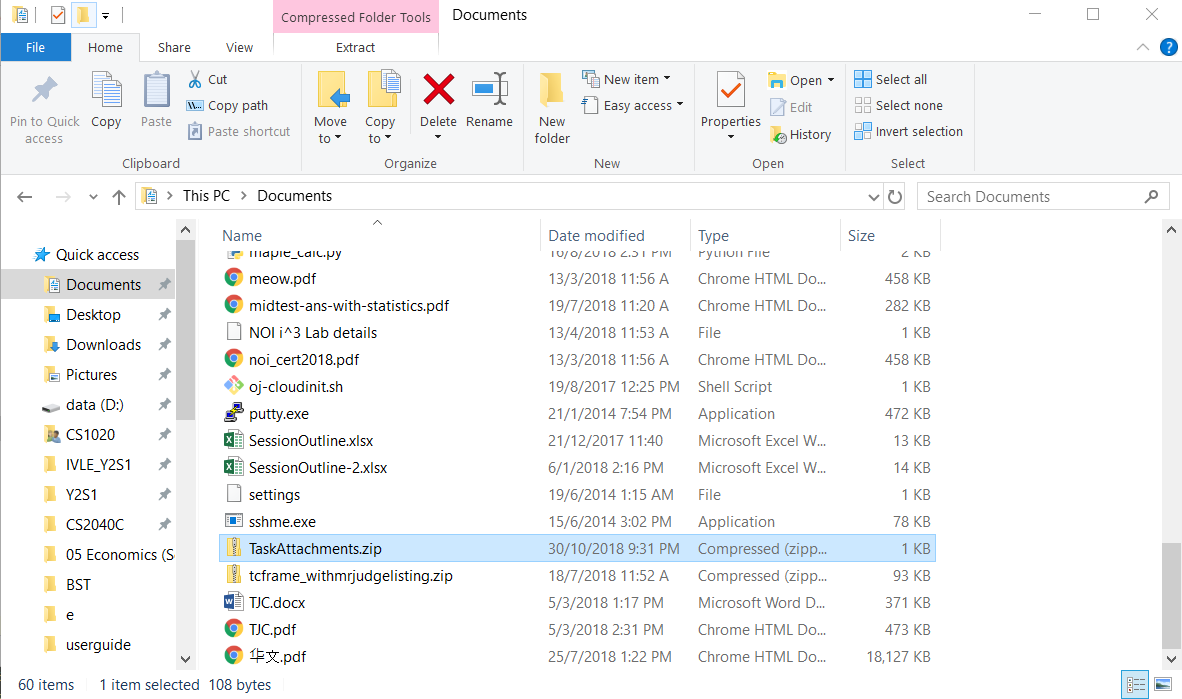 Compressed Folder Tools
Documents
File
Home
Share
View
Extract
Pin to Quick access
Copy
Paste
Cut
Copy path
Paste shortcut
Clipboard
Move to
Copy to
Delete
Rename
Organize
New folder
New item
Easy access
New
Properties
Open
Edit
History
Open
Select all
Select none
Invert selection
Select
This PC > Documents
Search Documents
Quick access
Documents
Desktop
Downloads
Pictures
data (D:)
CS1020
IVLE_Y2S1
Y2S1
CS2040C
05 Economics (S
BST
e
userguide
Name Date modified Type Size
maple_calc.py 16/8/2018 2:31 PM Python File 2 KB
meow.pdf 13/3/2018 11:56 A Chrome HTML Do... 458 KB
midtest-ans-with-statistics.pdf 19/7/2018 11:20 A Chrome HTML Do... 282 KB
NOI i^3 Lab details 13/4/2018 11:53 A File 1 KB
noi_cert2018.pdf 13/3/2018 11:56 A Chrome HTML Do... 458 KB
oj-cloudinit.sh 19/8/2017 12:25 PM Shell Script 1 KB
putty.exe 21/1/2014 7:54 PM Application 472 KB
SessionOutline.xlsx 21/12/2017 11:40 Microsoft Excel W... 13 KB
SessionOutline-2.xlsx 6/1/2018 2:16 PM Microsoft Excel W... 14 KB
settings 19/6/2014 1:15 AM File 1 KB
sshme.exe 15/6/2014 3:02 PM Application 78 KB
TaskAttachments.zip 30/10/2018 9:31 PM Compressed (zipp... 1 KB
tcframe_withmrjudgelisting.zip 18/7/2018 11:52 A Compressed (zipp... 93 KB
TJC.docx 5/3/2018 1:17 PM Microsoft Word D... 371 KB
TJC.pdf 5/3/2018 2:31 PM Chrome HTML Do... 473 KB
华文.pdf 25/7/2018 1:22 PM Chrome HTML Do... 18,127 KB
60 items 1 item selected 108 bytes